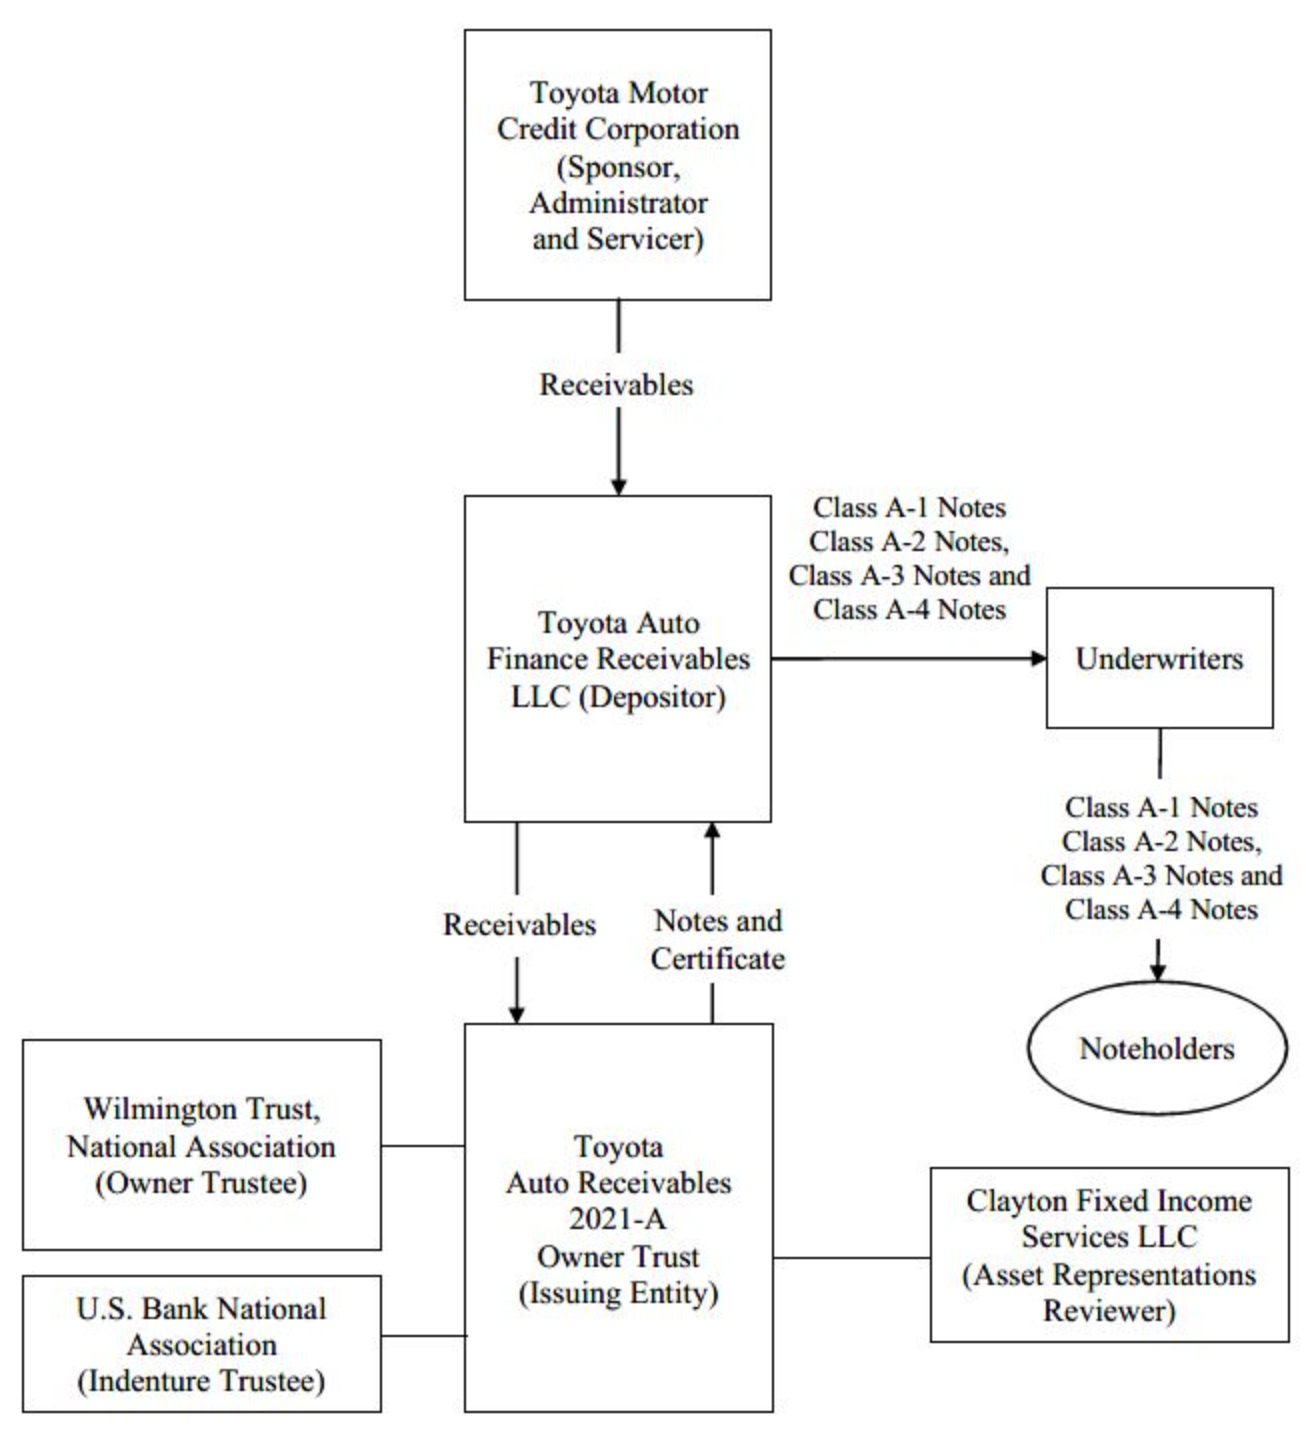 Toyota Motor
Credit Corporation
(Sponsor,
Administrator
and Servicer)
Receivables
Class A-1 Notes
Class A-2 Notes,
Class A-3 Notes and
Class A-4 Notes
Toyota Auto
Finance Receivables
LLC (Depositor)
Underwriters
Class A-1 Notes
Class A-2 Notes,
Class A-3 Notes and
Class A-4 Notes
Receivables
Notes and
Certificate
Noteholders
Wilmington Trust,
National Association
(Owner Trustee)
Toyota
Auto Receivables
2021-A
Owner Trust
(Issuing Entity)
Clayton Fixed Income
Services LLC
(Asset Representations
Reviewer)
U.S. Bank National
Association
(Indenture Trustee)